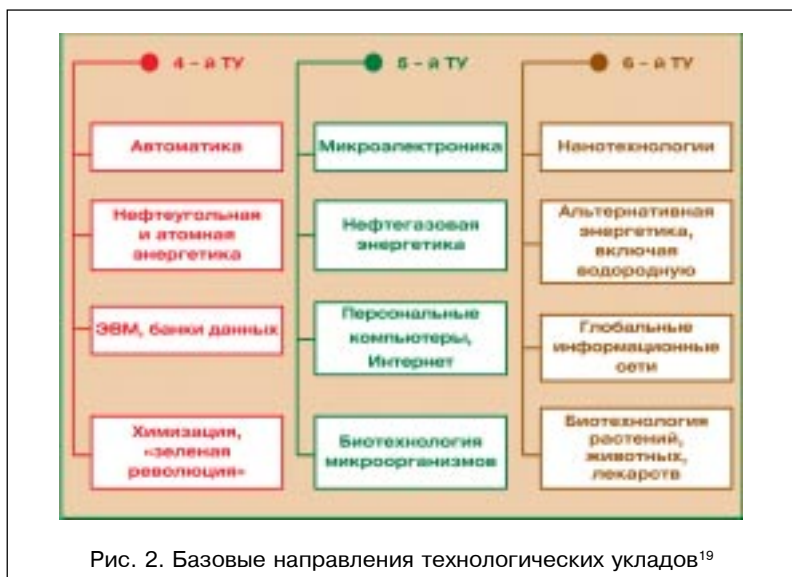 4 – й ТУ
Автоматика
Нефтеугольная
и атомная
энергетика
ЭВМ, банки данных
Химизация,
«зеленая
революция»
5 – й ТУ
Микроэлектроника
Нефтегазовая
энергетика
Персональные
компьютеры,
Интернет
Биотехнология
микроорганизмов
6 – й ТУ
Нанотехнологии
Альтернативная
энергетика,
включая
водородную
Глобальные
информационные
сети
Биотехнология
растений,
животных,
лекарств
Рис. 2. Базовые направления технологических укладов¹⁹